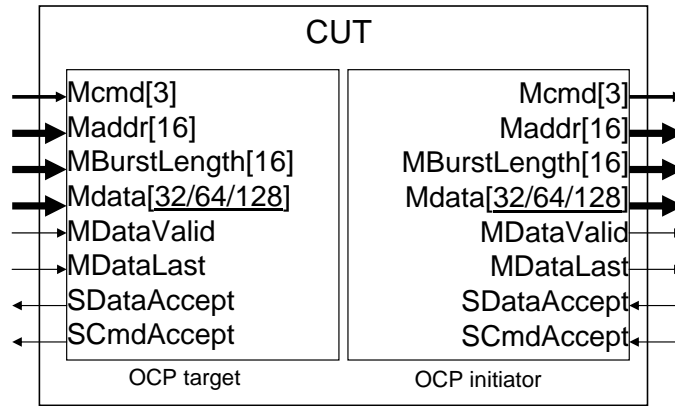 CUT
Mcmd[3]
Maddr[16]
MBurstLength[16]
Mdata[32/64/128]
MDataValid
MDataLast
SDataAccept
SCmdAccept
OCP target
Mcmd[3]
Maddr[16]
MBurstLength[16]
Mdata[32/64/128]
MDataValid
MDataLast
SDataAccept
SCmdAccept
OCP initiator